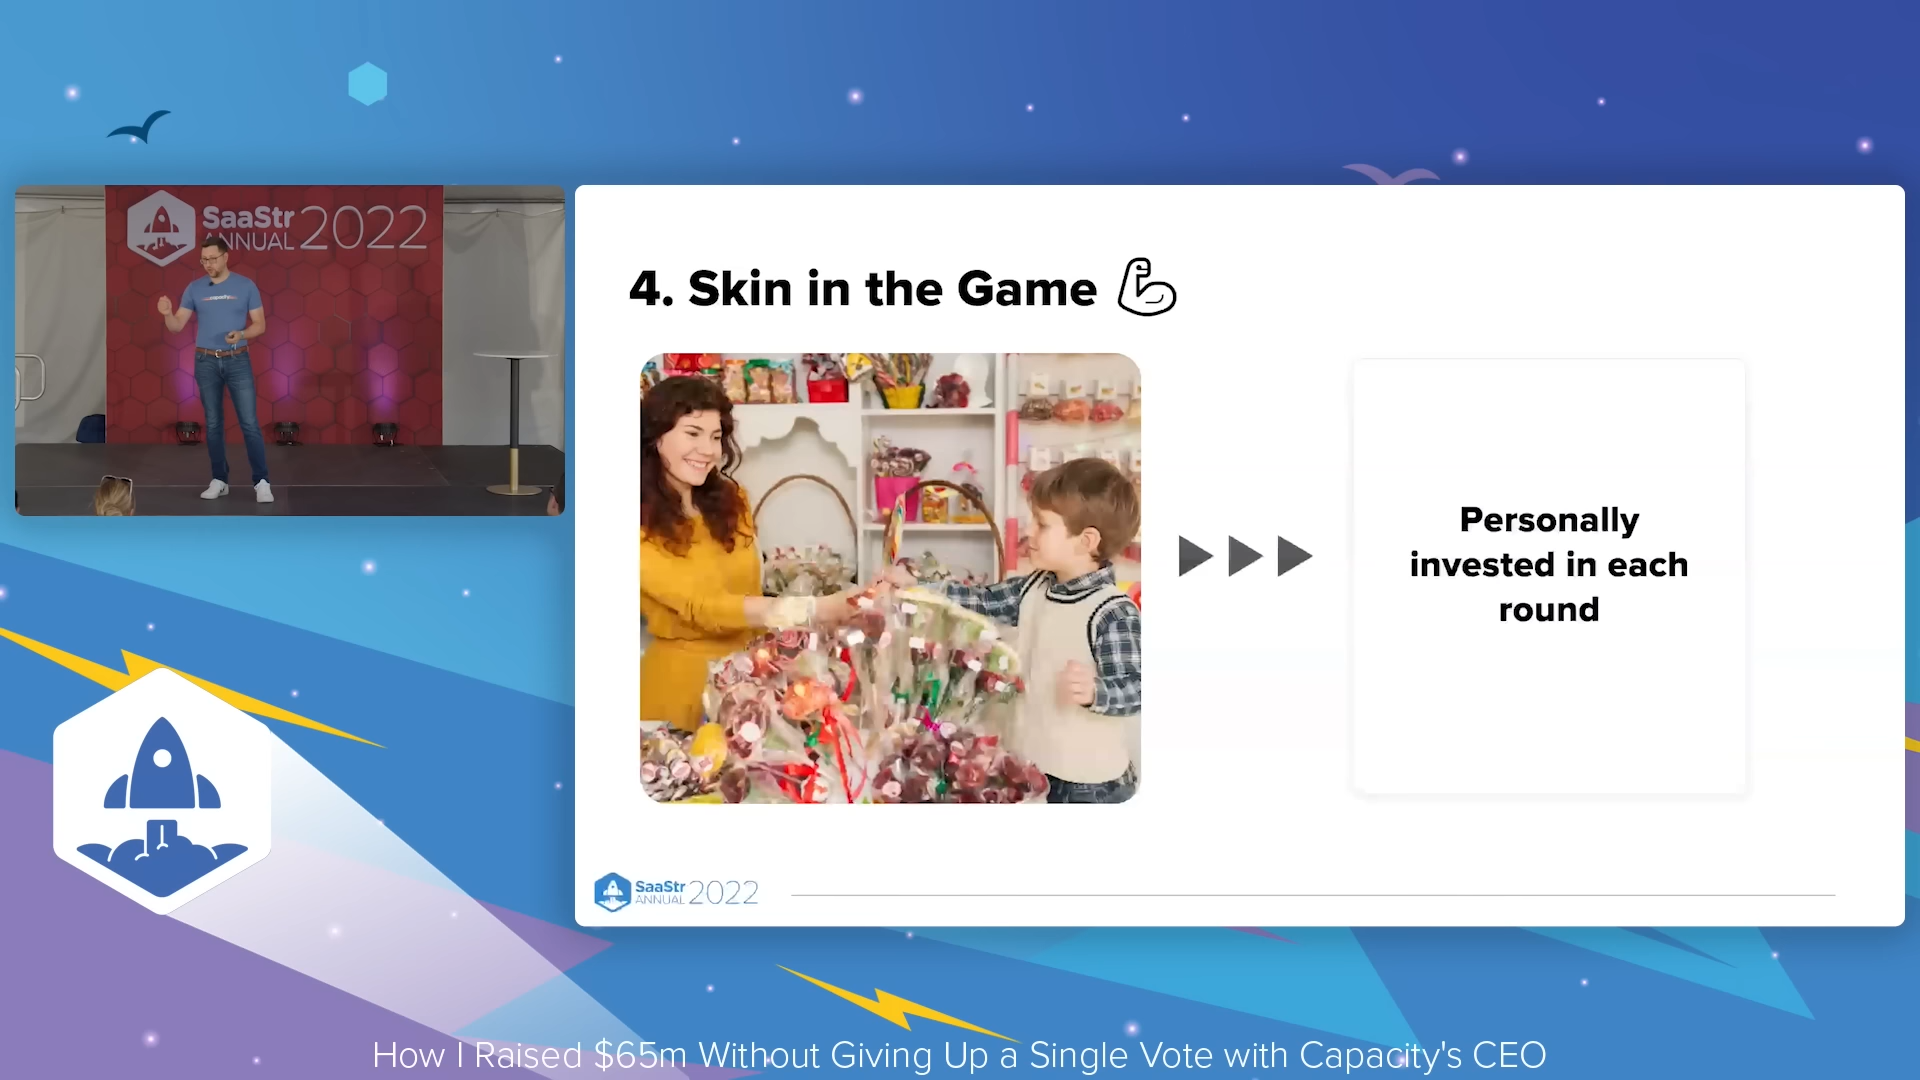 SaaStr
ANNUAL 2022
capacity
4. Skin in the Game
Personally
invested in each
round
SaaStr
ANNUAL 2022
How I Raised $65m Without Giving Up a Single Vote with Capacity's CEO